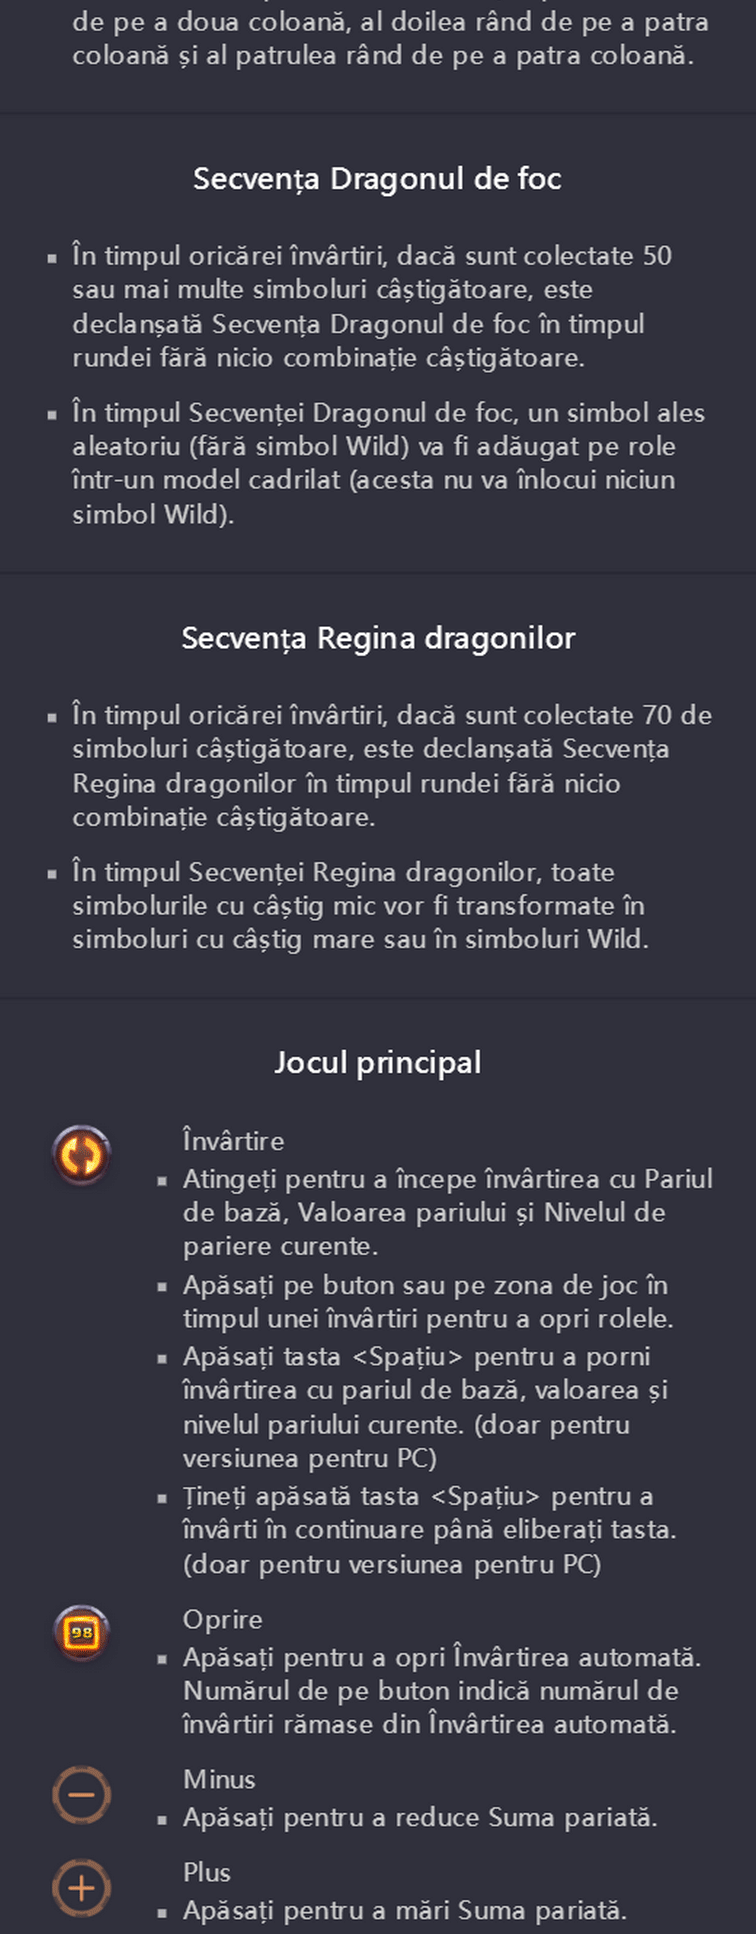 de pe a doua coloană, al doilea rând de pe a patra
coloană și al patrulea rând de pe a patra coloană.
Secvența Dragonul de foc
▪ În timpul oricărei învârtiri, dacă sunt colectate 50
sau mai multe simboluri câștigătoare, este
declanșată Secvența Dragonul de foc în timpul
rundei fără nicio combinație câștigătoare.
▪ În timpul Secvenței Dragonul de foc, un simbol ales
aleatoriu (fără simbol Wild) va fi adăugat pe role
într-un model cadrilat (acesta nu va înlocui niciun
simbol Wild).
Secvența Regina dragonilor
▪ În timpul oricărei învârtiri, dacă sunt colectate 70 de
simboluri câștigătoare, este declanșată Secvența
Regina dragonilor în timpul rundei fără nicio
combinație câștigătoare.
▪ În timpul Secvenței Regina dragonilor, toate
simbolurile cu câștig mic vor fi transformate în
simboluri cu câștig mare sau în simboluri Wild.
Jocul principal
Învârtire
▪ Atingeți pentru a începe învârtirea cu Pariul
de bază, Valoarea pariului și Nivelul de
pariere curente.
▪ Apăsați pe buton sau pe zona de joc în
timpul unei învârtiri pentru a opri rolele.
▪ Apăsați tasta <Spațiu> pentru a porni
învârtirea cu pariul de bază, valoarea și
nivelul pariului curente. (doar pentru
versiunea pentru PC)
▪ Țineți apăsată tasta <Spațiu> pentru a
învârti în continuare până eliberați tasta.
(doar pentru versiunea pentru PC)
98
Oprire
▪ Apăsați pentru a opri Învârtirea automată.
Numărul de pe buton indică numărul de
învârtiri rămase din Învârtirea automată.
Minus
▪ Apăsați pentru a reduce Suma pariată.
Plus
▪ Apăsați pentru a mări Suma pariată.